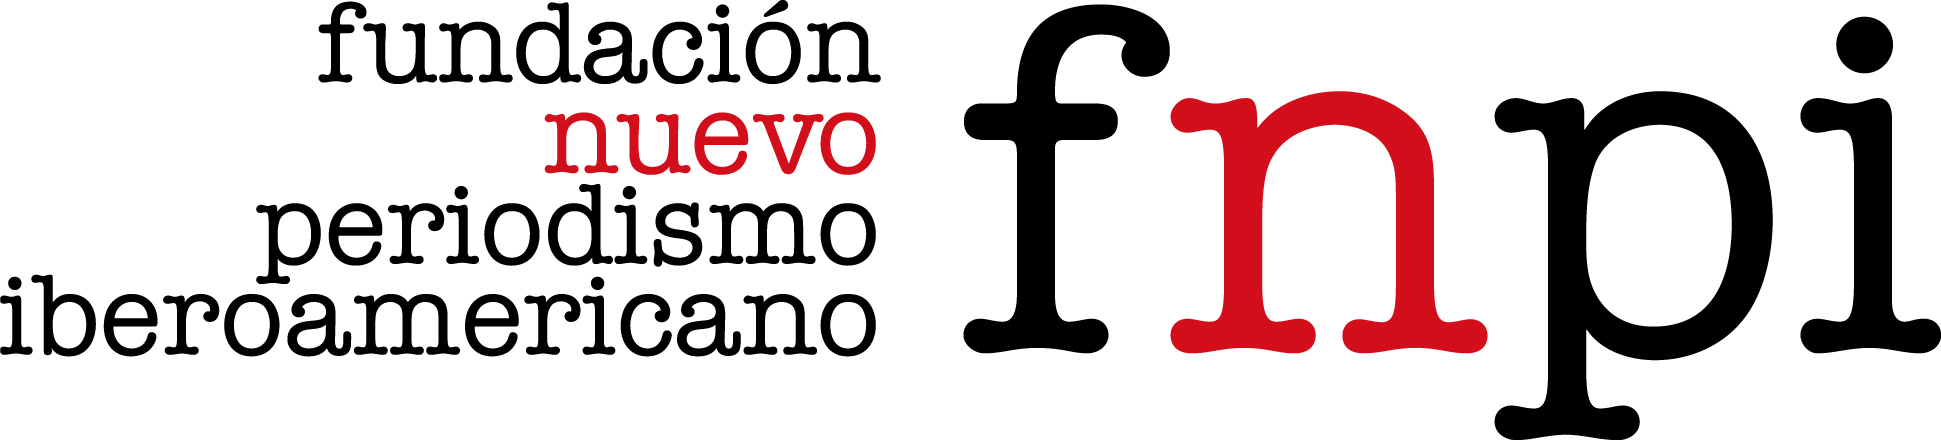 fundación
nuevo
periodismo
iberoamericano
fnpi